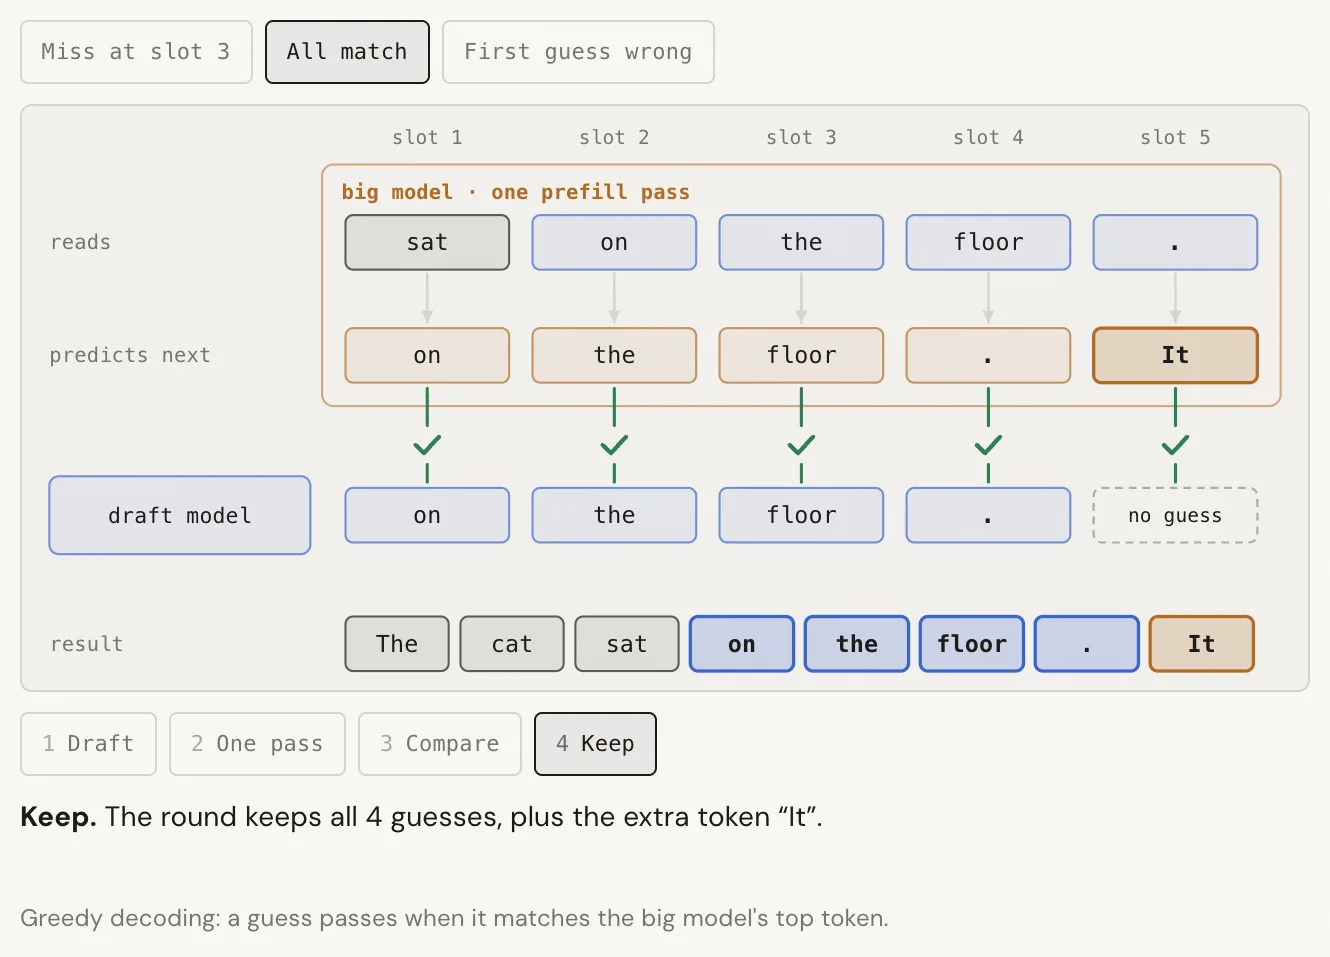 Miss at slot 3 All match First guess wrong
slot 1 slot 2 slot 3 slot 4 slot 5
big model · one prefill pass
reads sat on the floor .
predicts next on the floor . It
draft model on the floor . no guess
result The cat sat on the floor . It
1 Draft 2 One pass 3 Compare 4 Keep
Keep. The round keeps all 4 guesses, plus the extra token “It”.
Greedy decoding: a guess passes when it matches the big model's top token.